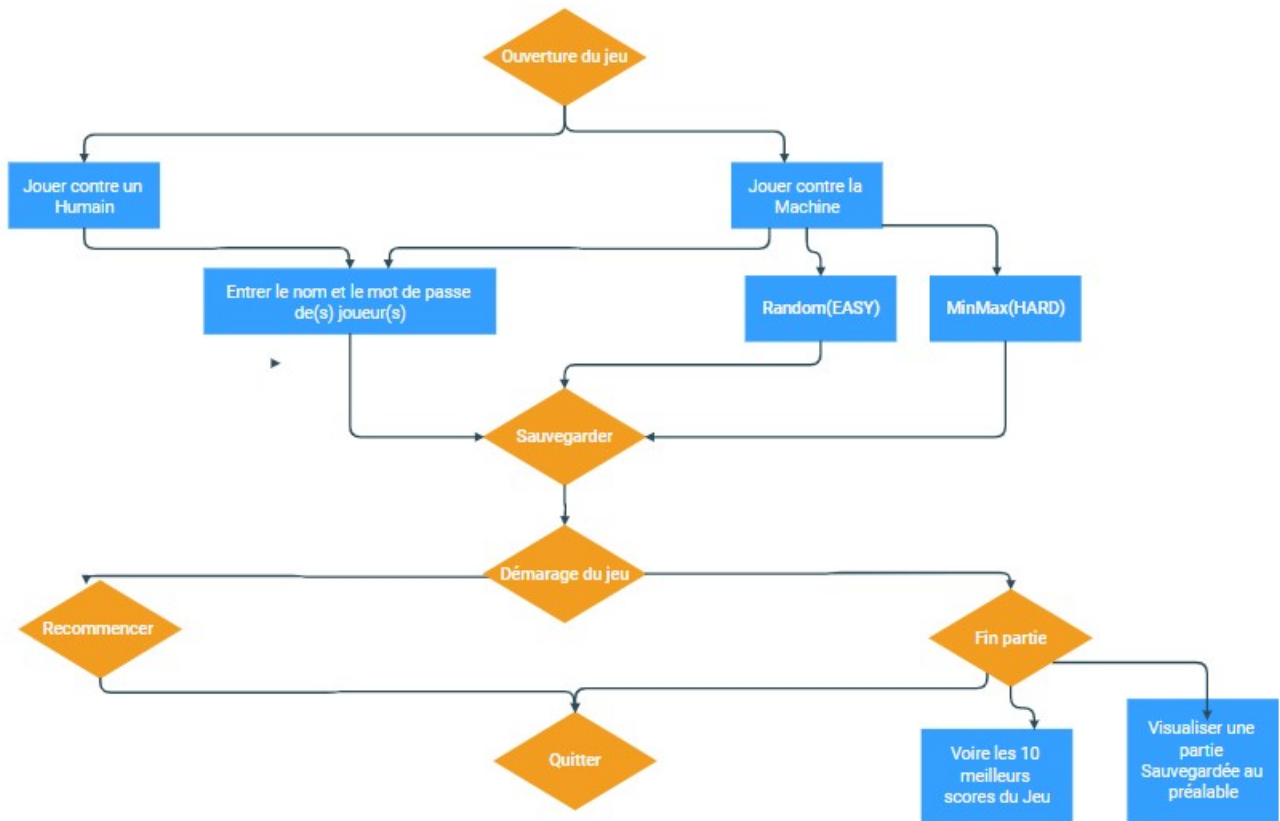 Ouverture du jeu
Jouer contre un
Humain
Jouer contre la
Machine
Entrer le nom et le mot de passe
de(s) joueur(s)
Random(EASY)
MinMax(HARD)
Sauvegarder
Démarage du jeu
Recommencer
Fin partie
Quitter
Voire les 10
meilleurs
scores du Jeu
Visualiser une
partie
Sauvegardée au
préalable